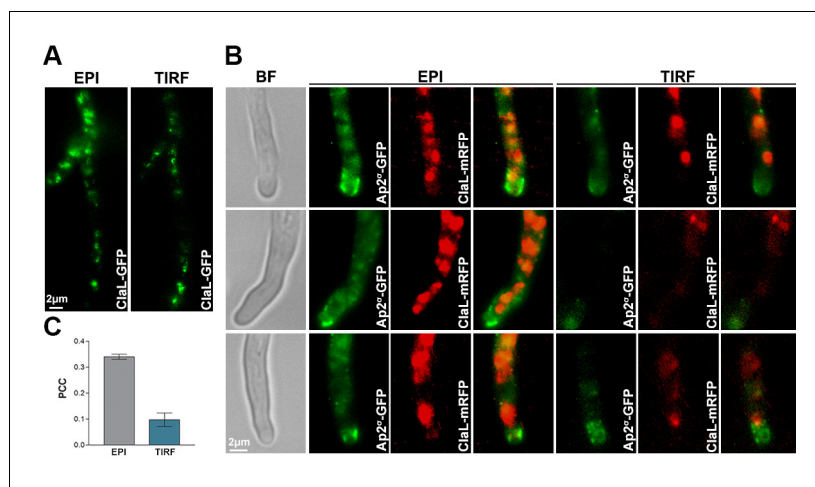 A
EPI TIRF
ClaL-GFP
ClaL-GFP
2μm
B
BF EPI TIRF
Ap2σ-GFP
ClaL-mRFP
Ap2σ-GFP
ClaL-mRFP
Ap2σ-GFP
ClaL-mRFP
Ap2σ-GFP
ClaL-mRFP
2μm
Ap2σ-GFP
ClaL-mRFP
Ap2σ-GFP
ClaL-mRFP
C
PCC
0.4
0.3
0.2
0.1
0.0
EPI TIRF